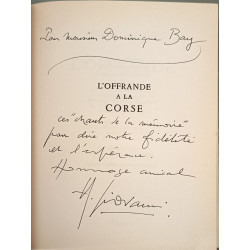 Pour Monsieur Dominique Bay
L'OFFRANDE
A LA
CORSE
ces "chants de la mémoire"
pour dire notre fidélité
et l'espérance.
Hommage amical